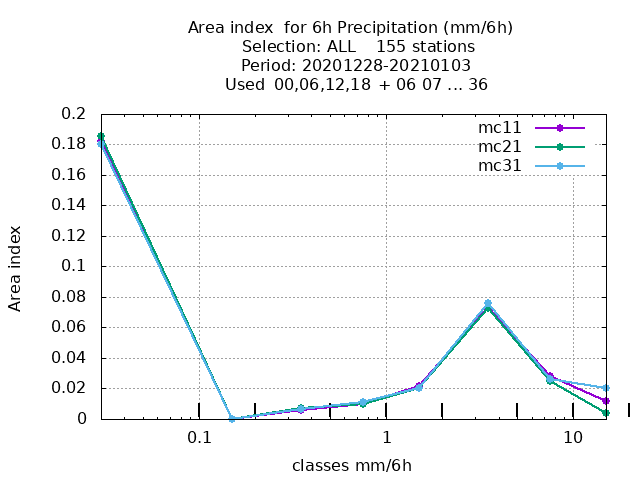 Area index  for 6h Precipitation (mm/6h)
Selection: ALL    155 stations
Period: 20201228-20210103
Used  00,06,12,18  + 06 07 ... 36
mc11
mc21
mc31
0.2
0.18
0.16
0.14
0.12
0.1
0.08
0.06
0.04
0.02
0
Area index
0.1
1
10
classes mm/6h